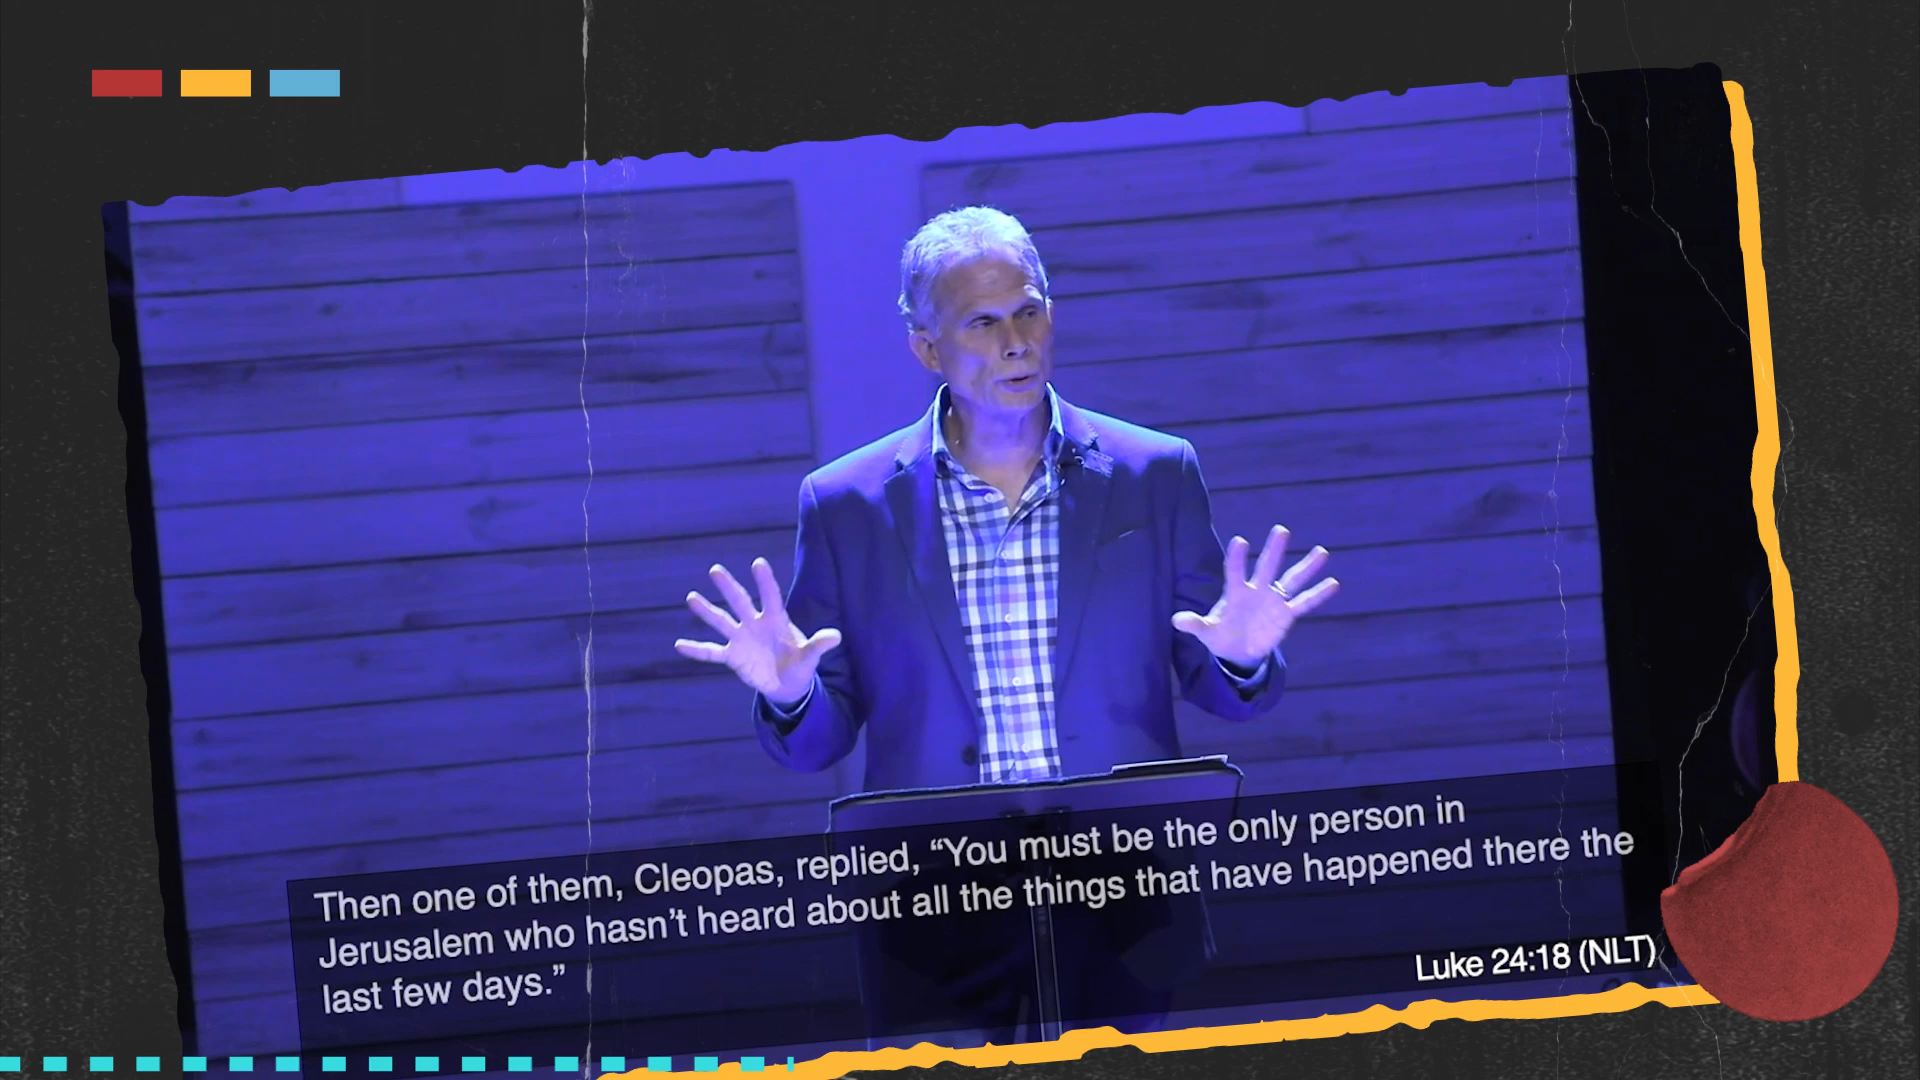 Then one of them, Cleopas, replied, “You must be the only person in
Jerusalem who hasn’t heard about all the things that have happened there the
last few days.”
Luke 24:18 (NLT)